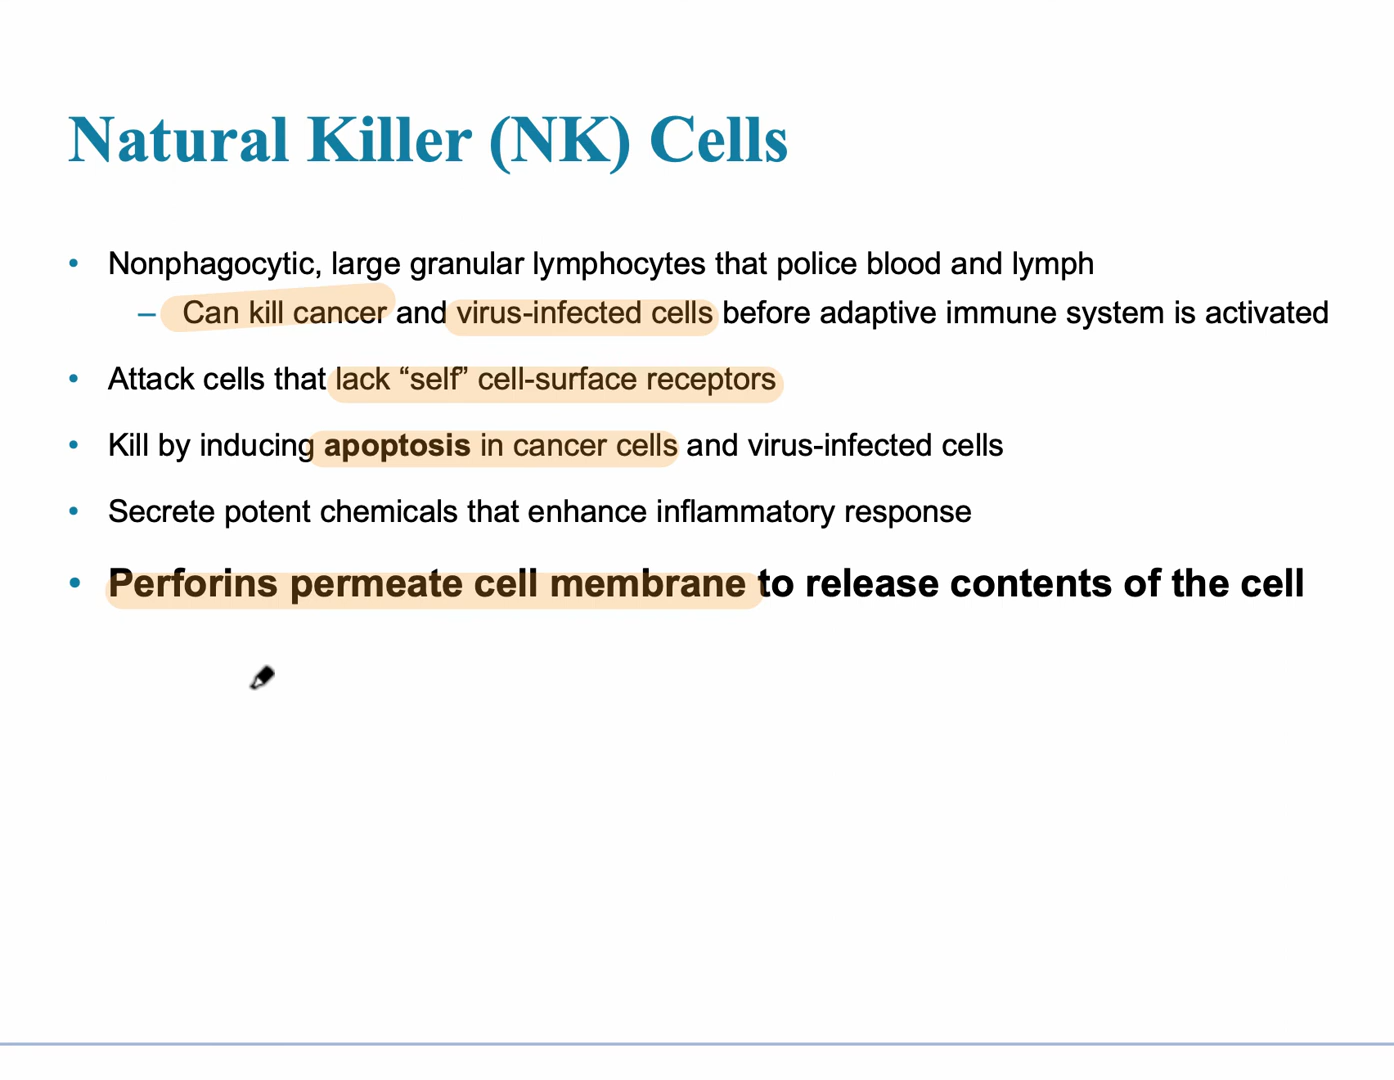 Natural Killer (NK) Cells
• Nonphagocytic, large granular lymphocytes that police blood and lymph
– Can kill cancer and virus-infected cells before adaptive immune system is activated
• Attack cells that lack “self” cell-surface receptors
• Kill by inducing apoptosis in cancer cells and virus-infected cells
• Secrete potent chemicals that enhance inflammatory response
• Perforins permeate cell membrane to release contents of the cell